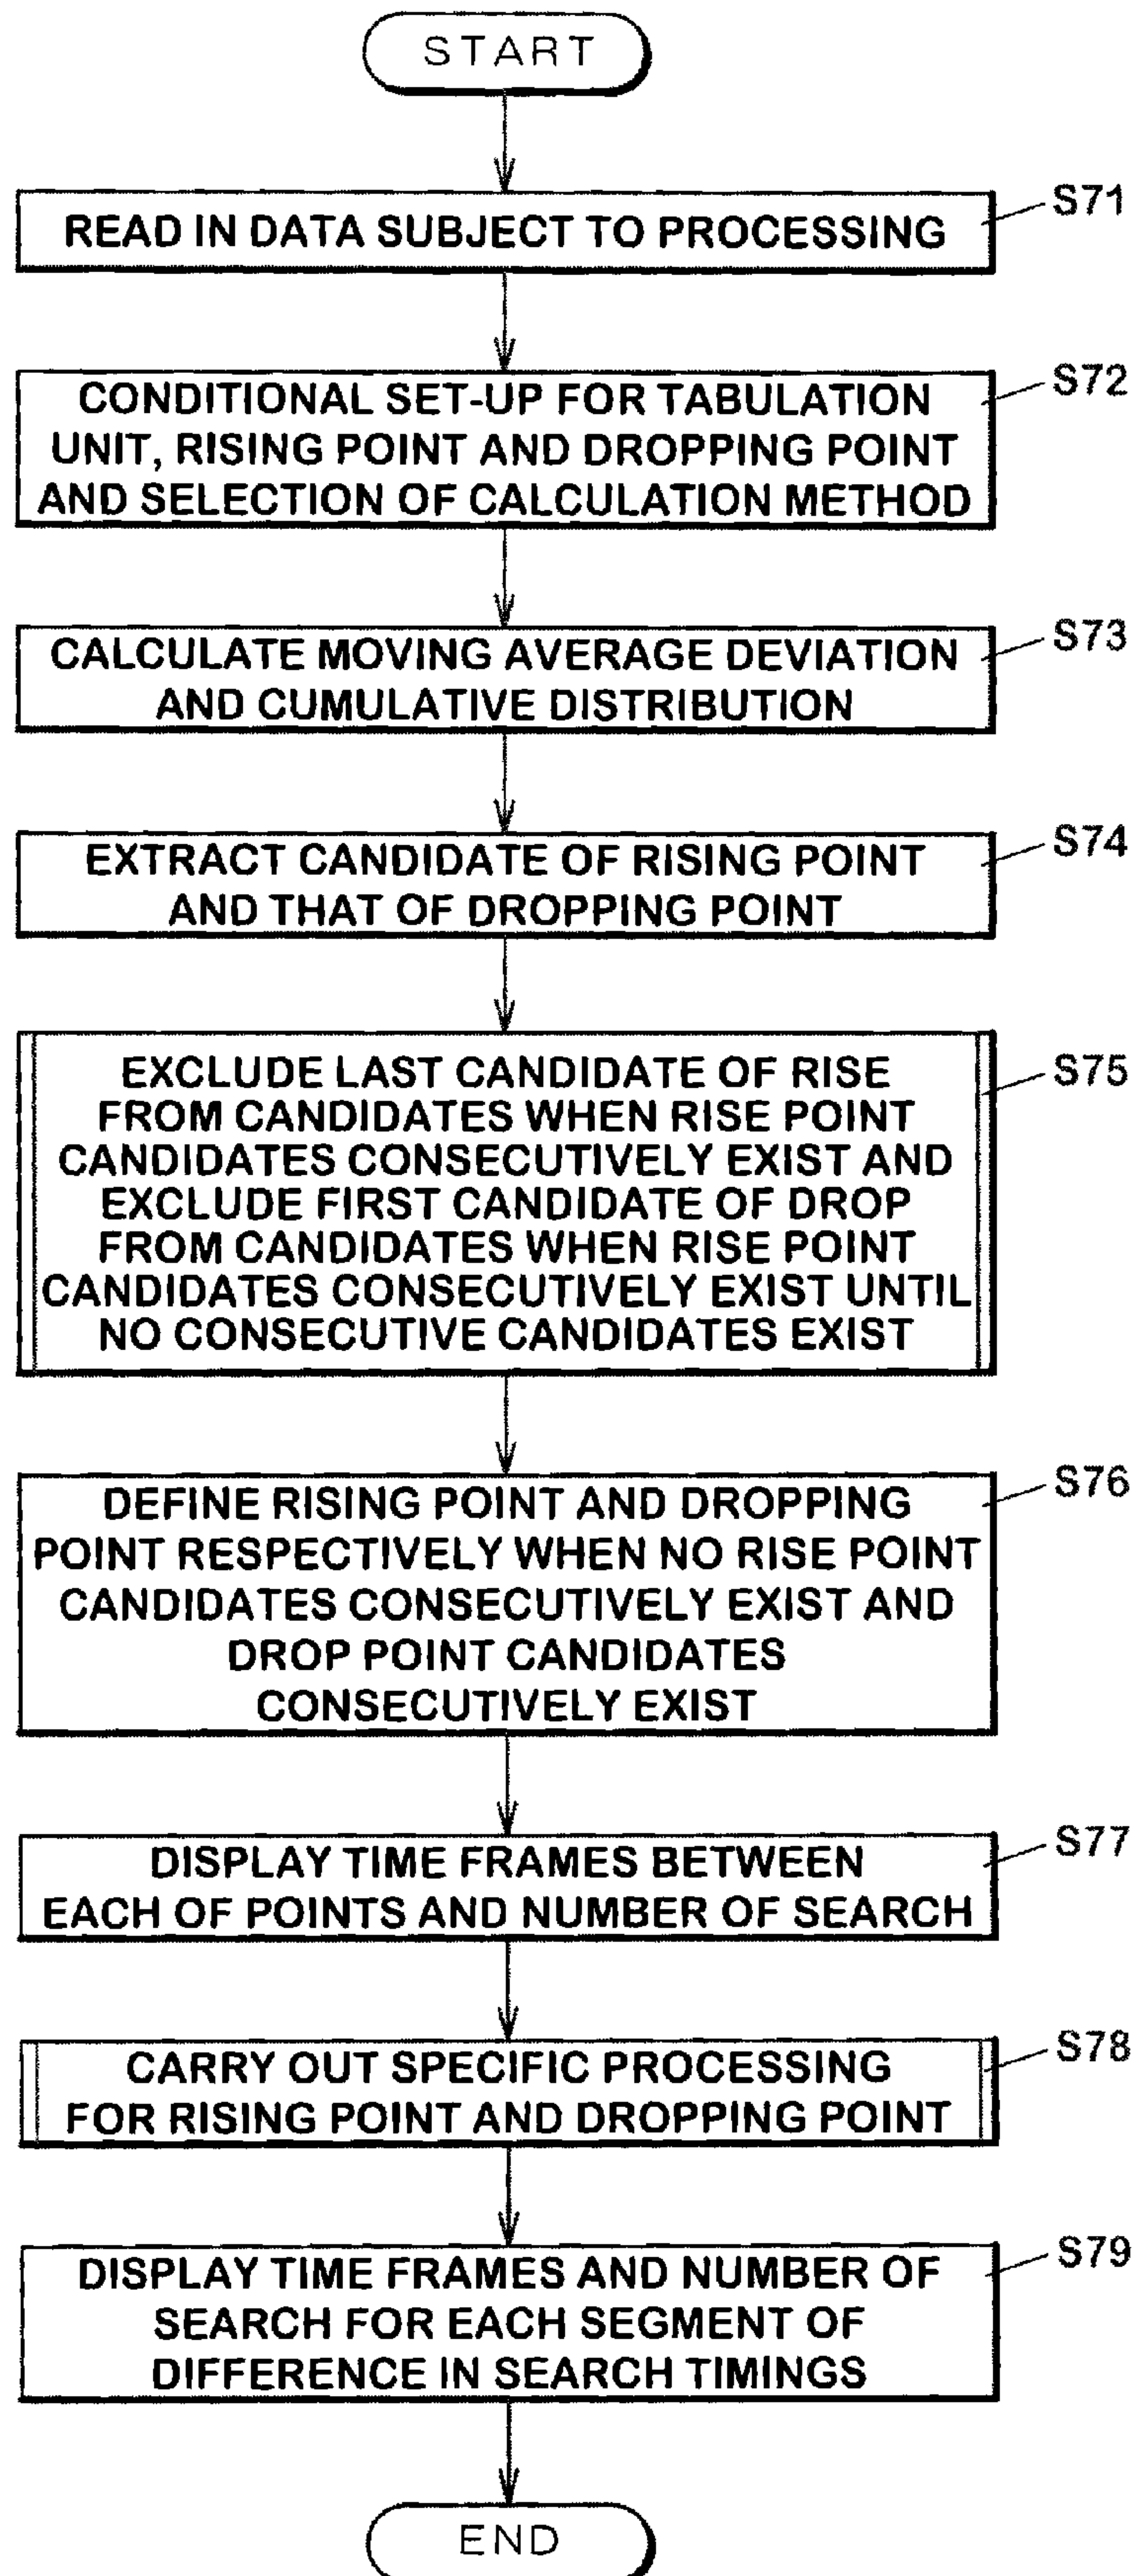 START
READ IN DATA SUBJECT TO PROCESSING
S71
CONDITIONAL SET-UP FOR TABULATION
UNIT, RISING POINT AND DROPPING POINT
AND SELECTION OF CALCULATION METHOD
S72
CALCULATE MOVING AVERAGE DEVIATION
AND CUMULATIVE DISTRIBUTION
S73
EXTRACT CANDIDATE OF RISING POINT
AND THAT OF DROPPING POINT
S74
EXCLUDE LAST CANDIDATE OF RISE
FROM CANDIDATES WHEN RISE POINT
CANDIDATES CONSECUTIVELY EXIST AND
EXCLUDE FIRST CANDIDATE OF DROP
FROM CANDIDATES WHEN RISE POINT
CANDIDATES CONSECUTIVELY EXIST UNTIL
NO CONSECUTIVE CANDIDATES EXIST
S75
DEFINE RISING POINT AND DROPPING
POINT RESPECTIVELY WHEN NO RISE POINT
CANDIDATES CONSECUTIVELY EXIST AND
DROP POINT CANDIDATES
CONSECUTIVELY EXIST
S76
DISPLAY TIME FRAMES BETWEEN
EACH OF POINTS AND NUMBER OF SEARCH
S77
CARRY OUT SPECIFIC PROCESSING
FOR RISING POINT AND DROPPING POINT
S78
DISPLAY TIME FRAMES AND NUMBER OF
SEARCH FOR EACH SEGMENT OF
DIFFERENCE IN SEARCH TIMINGS
S79
END